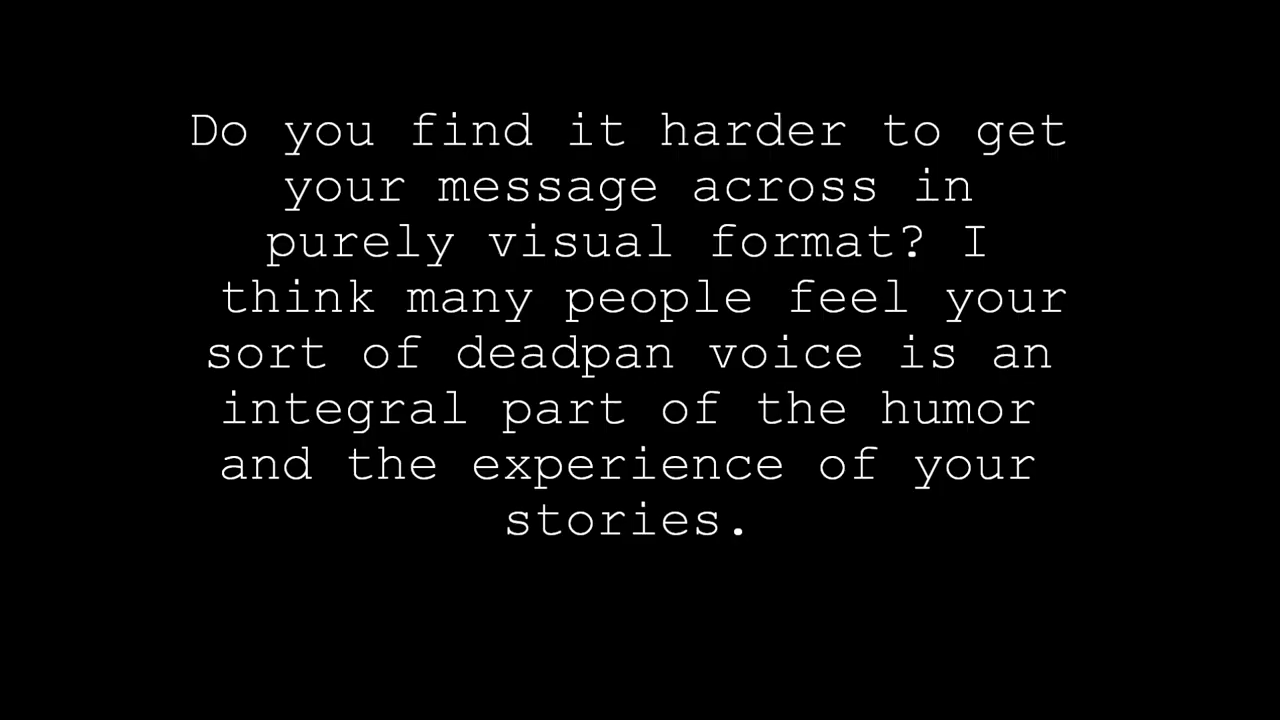 Do you find it harder to get
your message across in
purely visual format? I
think many people feel your
sort of deadpan voice is an
integral part of the humor
and the experience of your
stories.